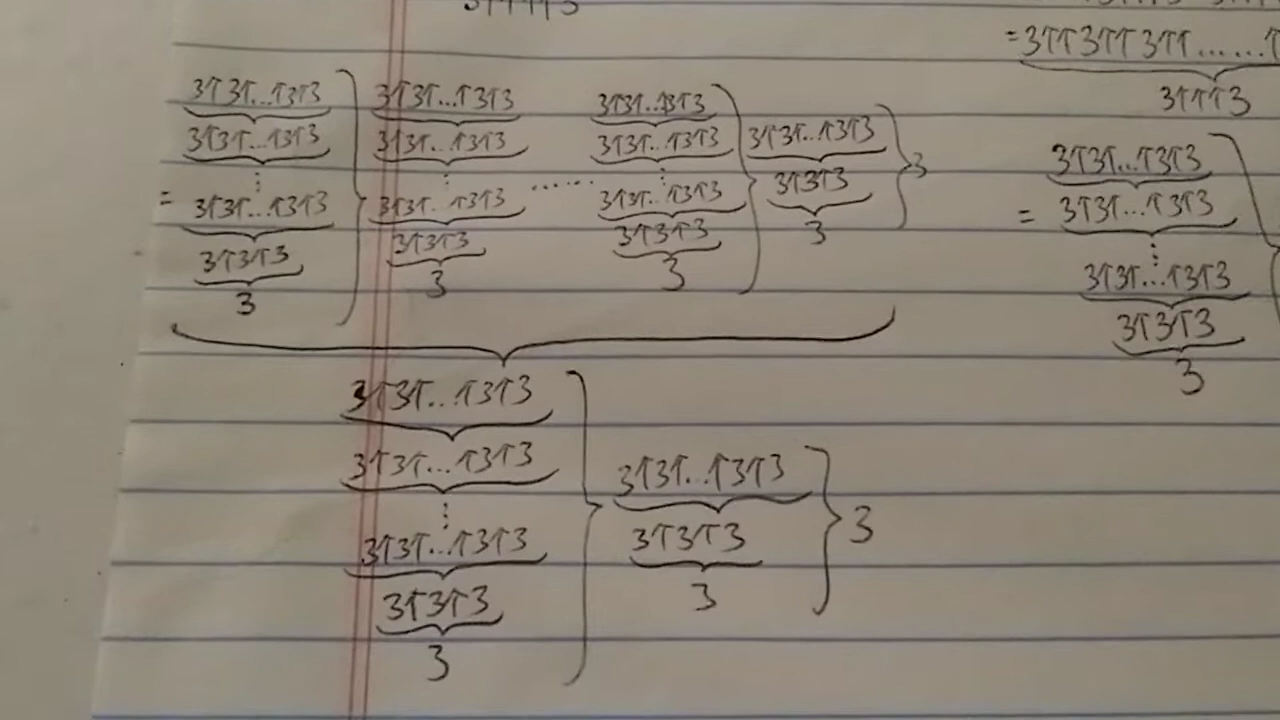 3↑↑↑↑3
=3↑↑3↑↑3↑↑......↑
3↑↑↑3
3↑3↑...↑3↑3 } 3↑3↑...↑3↑3 3↑3↑...↑3↑3 }
3↑3↑...↑3↑3 3↑3↑...↑3↑3 3↑3↑...↑3↑3 3↑3↑...↑3↑3 } 3
⋮ ⋮ ...... ⋮ 3↑3↑3
= 3↑3↑...↑3↑3 3↑3↑...↑3↑3 3↑3↑...↑3↑3 3
3↑3↑3 3↑3↑3 3↑3↑3
3 3 3
3↑3↑...↑3↑3 }
3↑3↑...↑3↑3 3↑3↑...↑3↑3 } 3
⋮ 3↑3↑3
3↑3↑...↑3↑3 3
3↑3↑3
3
3↑3↑...↑3↑3
= 3↑3↑...↑3↑3
⋮
3↑3↑...↑3↑3
3↑3↑3
3